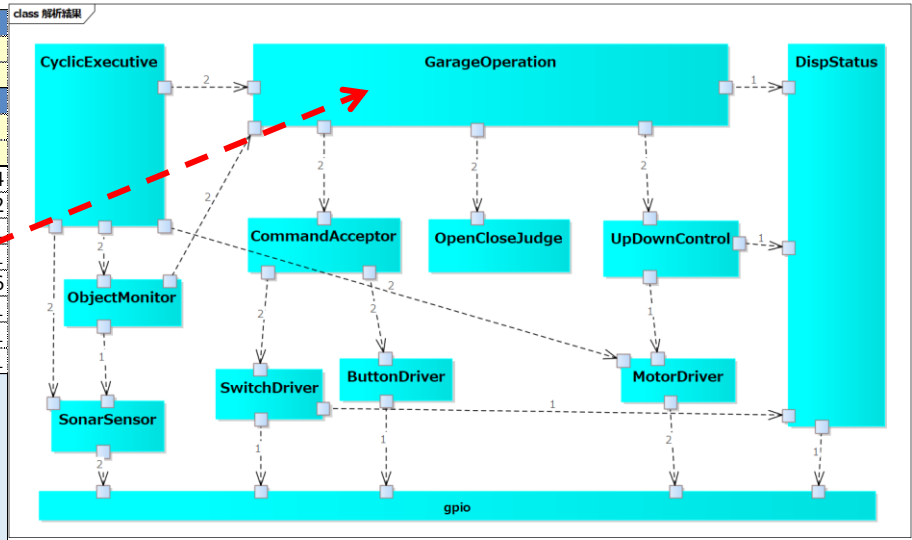 class 解析結果
CyclicExecutive
GarageOperation
DispStatus
2
1
2
2
2
2
CommandAcceptor
OpenCloseJudge
UpDownControl
1
2
ObjectMonitor
2
2
2
2
1
1
SwitchDriver
ButtonDriver
MotorDriver
1
SonarSensor
2
1
1
2
1
gpio